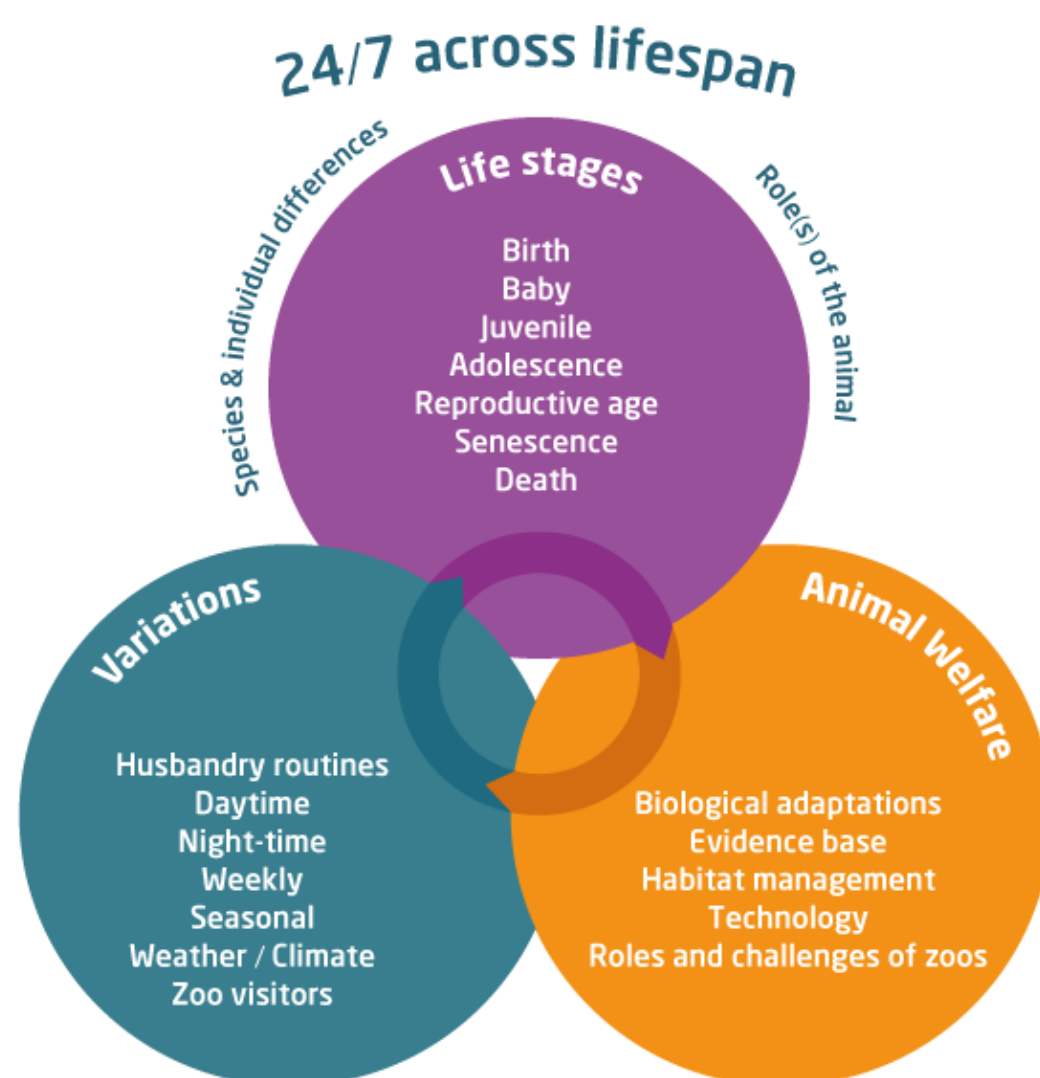 24/7 across lifespan
Species & individual differences
Role(s) of the animal
Life stages
Birth
Baby
Juvenile
Adolescence
Reproductive age
Senescence
Death
Variations
Husbandry routines
Daytime
Night-time
Weekly
Seasonal
Weather / Climate
Zoo visitors
Animal Welfare
Biological adaptations
Evidence base
Habitat management
Technology
Roles and challenges of zoos